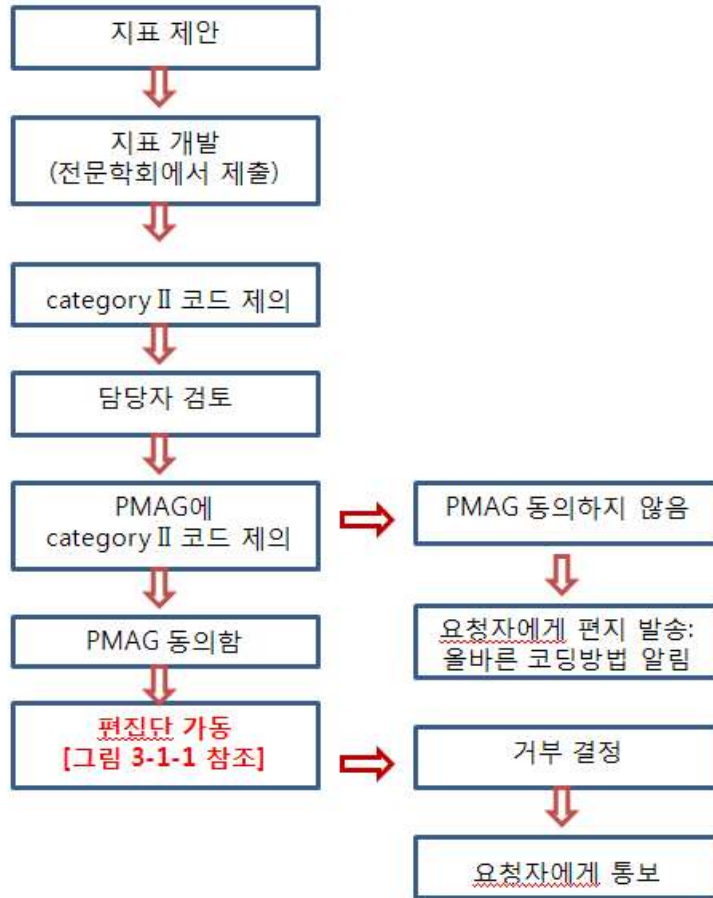 지표 제안
지표 개발
(전문학회에서 제출)
category Ⅱ 코드 제의
담당자 검토
PMAG에
category Ⅱ 코드 제의
PMAG 동의하지 않음
PMAG 동의함
요청자에게 편지 발송:
올바른 코딩방법 알림
편집단 가동
[그림 3-1-1 참조]
거부 결정
요청자에게 통보